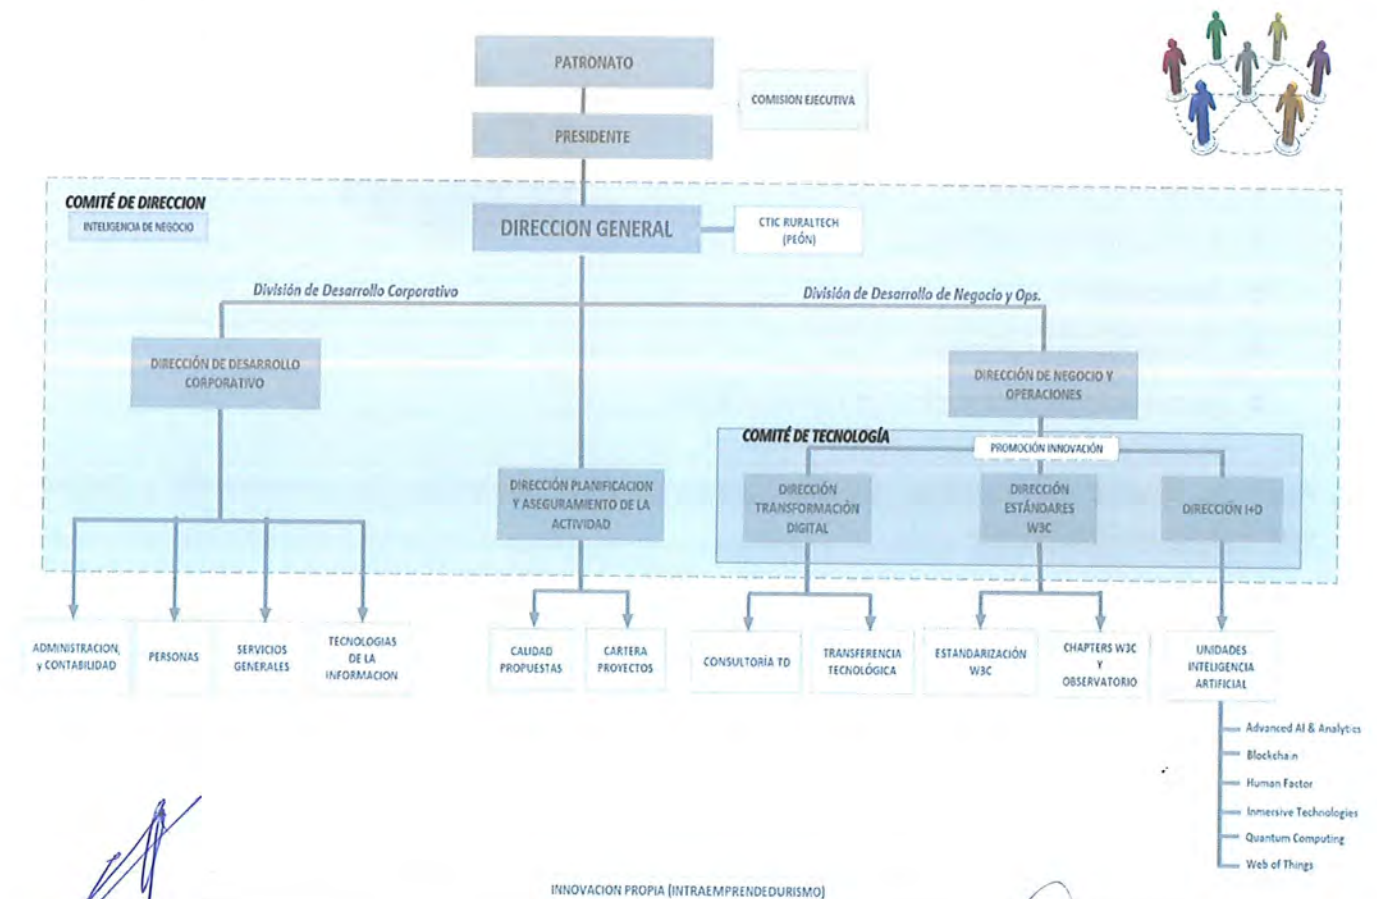 PATRONATO
COMISION EJECUTIVA
PRESIDENTE
COMITÉ DE DIRECCION
INTELIGENCIA DE NEGOCIO
DIRECCION GENERAL
CTIC RURALTECH
(PEÓN)
División de Desarrollo Corporativo
División de Desarrollo de Negocio y Ops.
DIRECCIÓN DE DESARROLLO
CORPORATIVO
DIRECCIÓN DE NEGOCIO Y
OPERACIONES
COMITÉ DE TECNOLOGÍA
PROMOCIÓN INNOVACIÓN
DIRECCIÓN PLANIFICACION
Y ASEGURAMIENTO DE LA
ACTIVIDAD
DIRECCIÓN
TRANSFORMACIÓN
DIGITAL
DIRECCIÓN
ESTÁNDARES
W3C
DIRECCIÓN I+D
ADMINISTRACION,
y CONTABILIDAD
PERSONAS
SERVICIOS
GENERALES
TECNOLOGIAS
DE LA
INFORMACION
CALIDAD
PROPUESTAS
CARTERA
PROYECTOS
CONSULTORÍA TD
TRANSFERENCIA
TECNOLÓGICA
ESTANDARIZACIÓN
W3C
CHAPTERS W3C
Y
OBSERVATORIO
UNIDADES
INTELIGENCIA
ARTIFICIAL
Advanced AI & Analytics
Blockchain
Human Factor
Inmersive Technologies
Quantum Computing
Web of Things
INNOVACION PROPIA (INTRAEMPRENDEDURISMO)